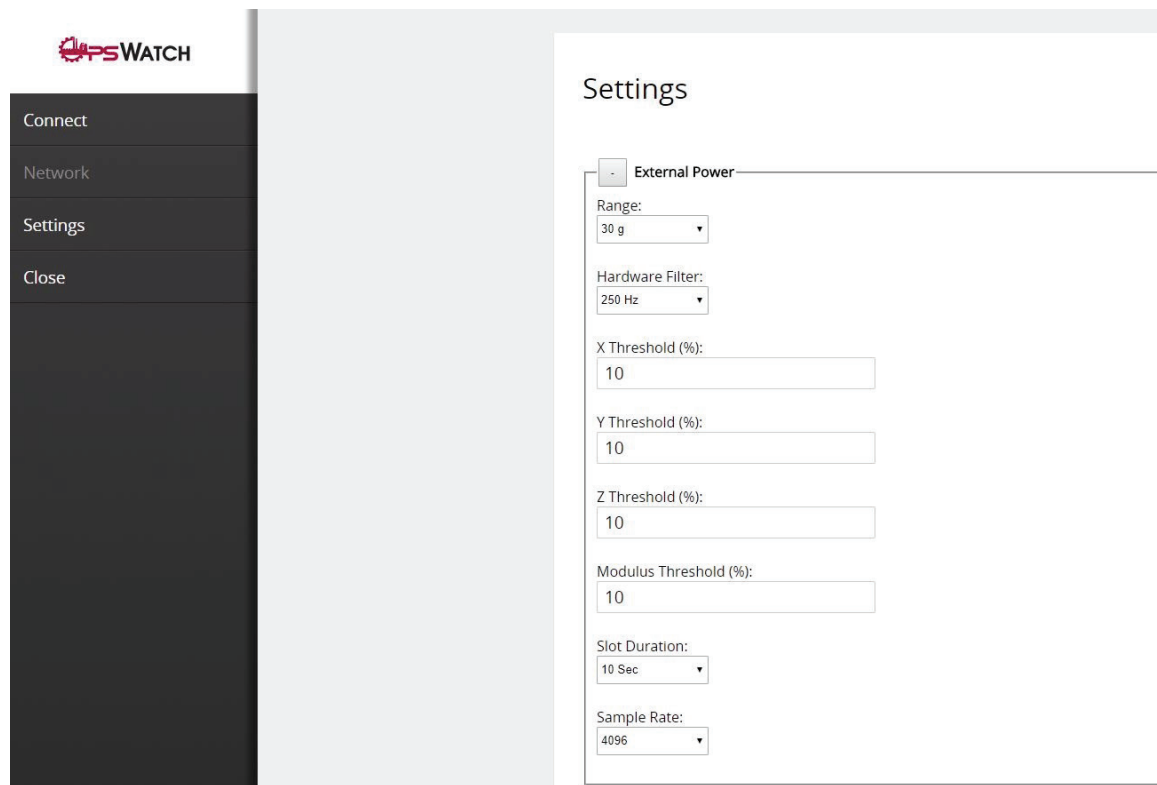 OPSWATCH
Connect
Network
Settings
Close
Settings
- External Power
Range:
30 g
Hardware Filter:
250 Hz
X Threshold (%):
10
Y Threshold (%):
10
Z Threshold (%):
10
Modulus Threshold (%):
10
Slot Duration:
10 Sec
Sample Rate:
4096